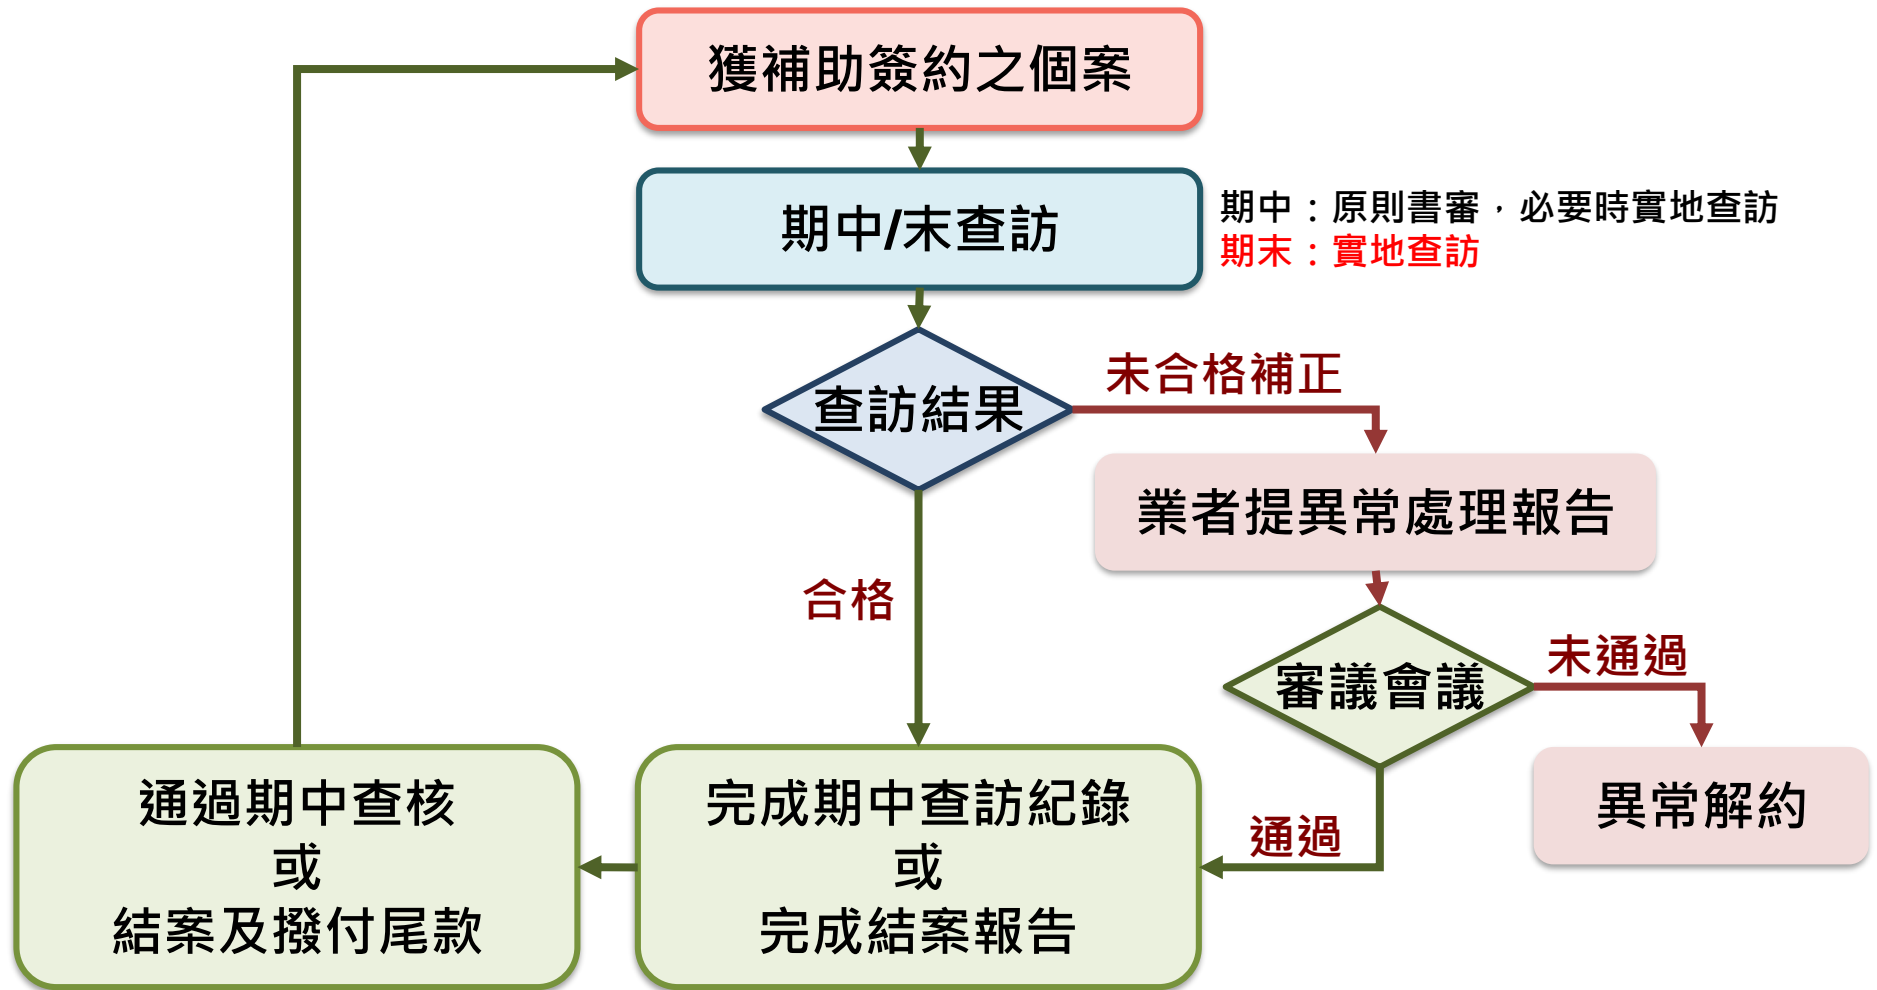 獲補助簽約之個案
期中/末查訪
期中：原則書審，必要時實地查訪
期末：實地查訪
查訪結果
未合格補正
業者提異常處理報告
合格
審議會議
未通過
異常解約
通過
完成期中查訪紀錄
或
完成結案報告
通過期中查核
或
結案及撥付尾款